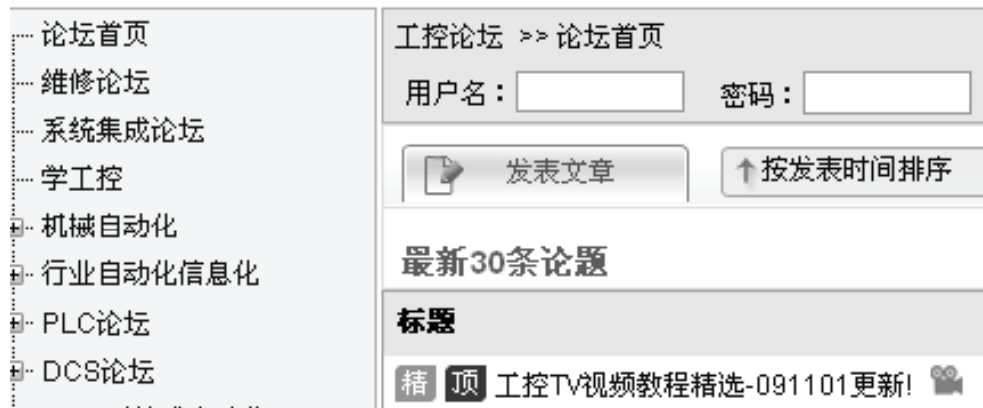 论坛首页
维修论坛
系统集成论坛
学工控
机械自动化
行业自动化信息化
PLC论坛
DCS论坛
工控论坛 >> 论坛首页
用户名： 密码：
发表文章 按发表时间排序
最新30条论题
标题
精 顶 工控TV视频教程精选-091101更新!